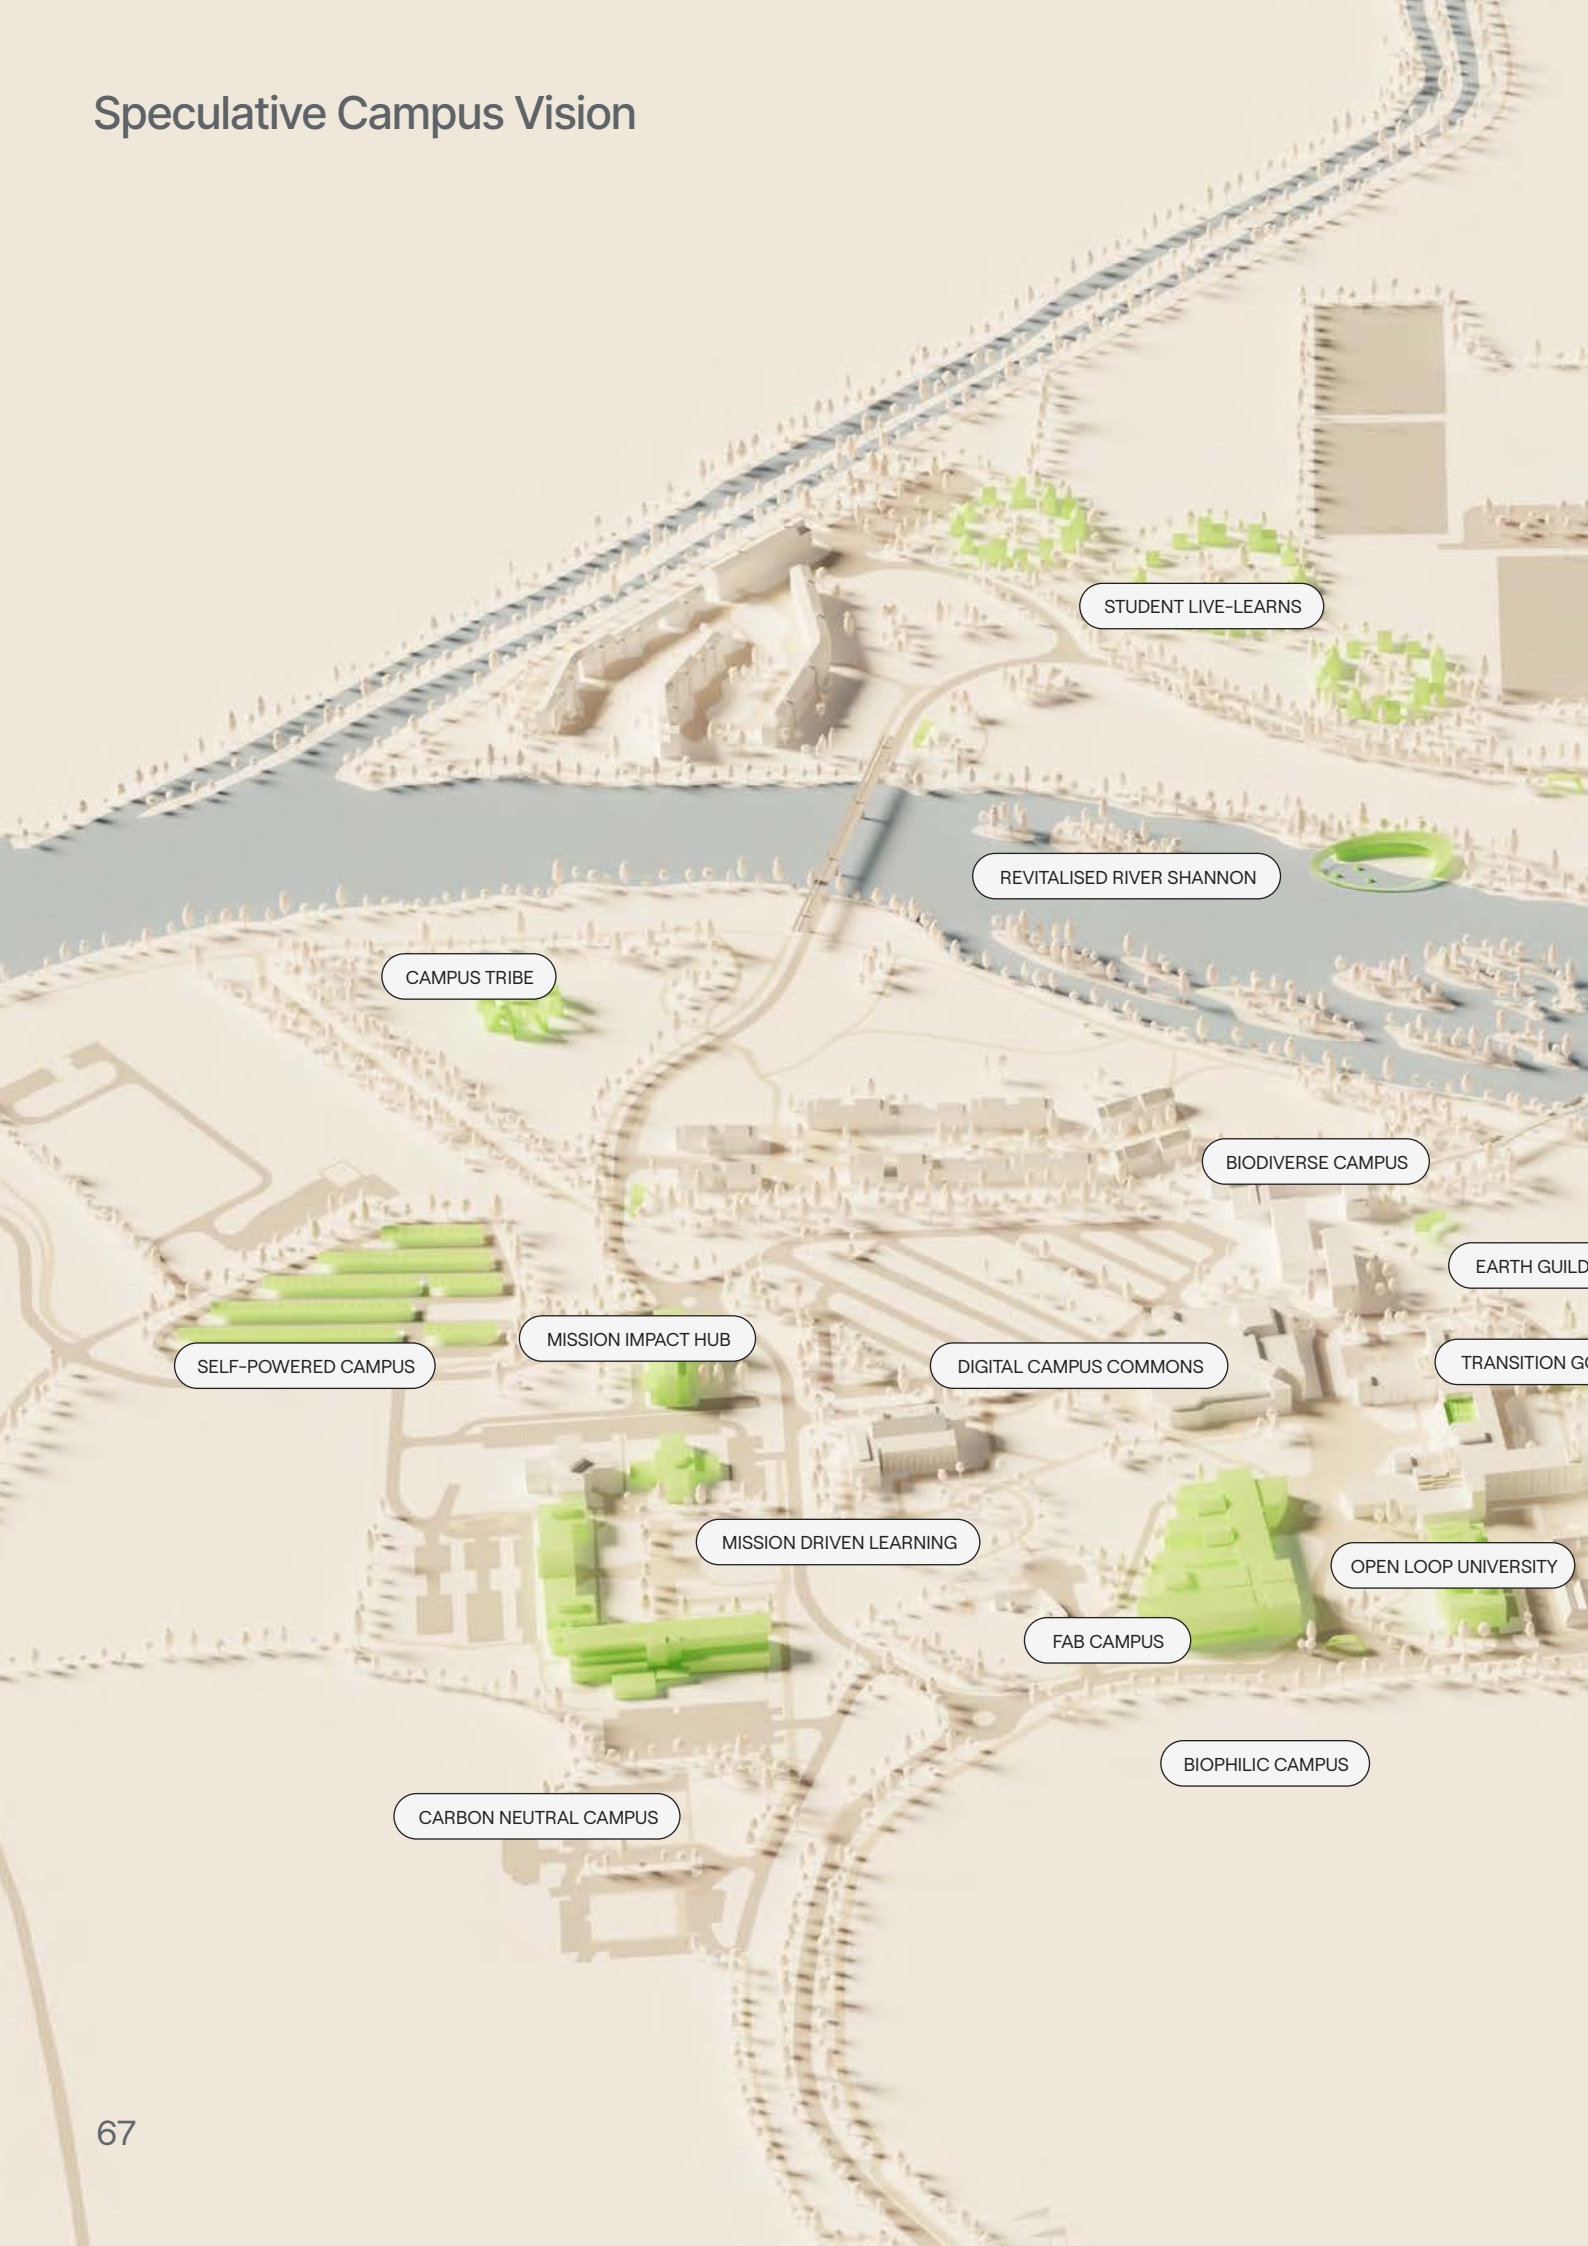 Speculative Campus Vision
STUDENT LIVE-LEARNS
REVITALISED RIVER SHANNON
CAMPUS TRIBE
BIODIVERSE CAMPUS
EARTH GUILD
MISSION IMPACT HUB
SELF-POWERED CAMPUS
DIGITAL CAMPUS COMMONS
TRANSITION
MISSION DRIVEN LEARNING
OPEN LOOP UNIVERSITY
FAB CAMPUS
BIOPHILIC CAMPUS
CARBON NEUTRAL CAMPUS
67